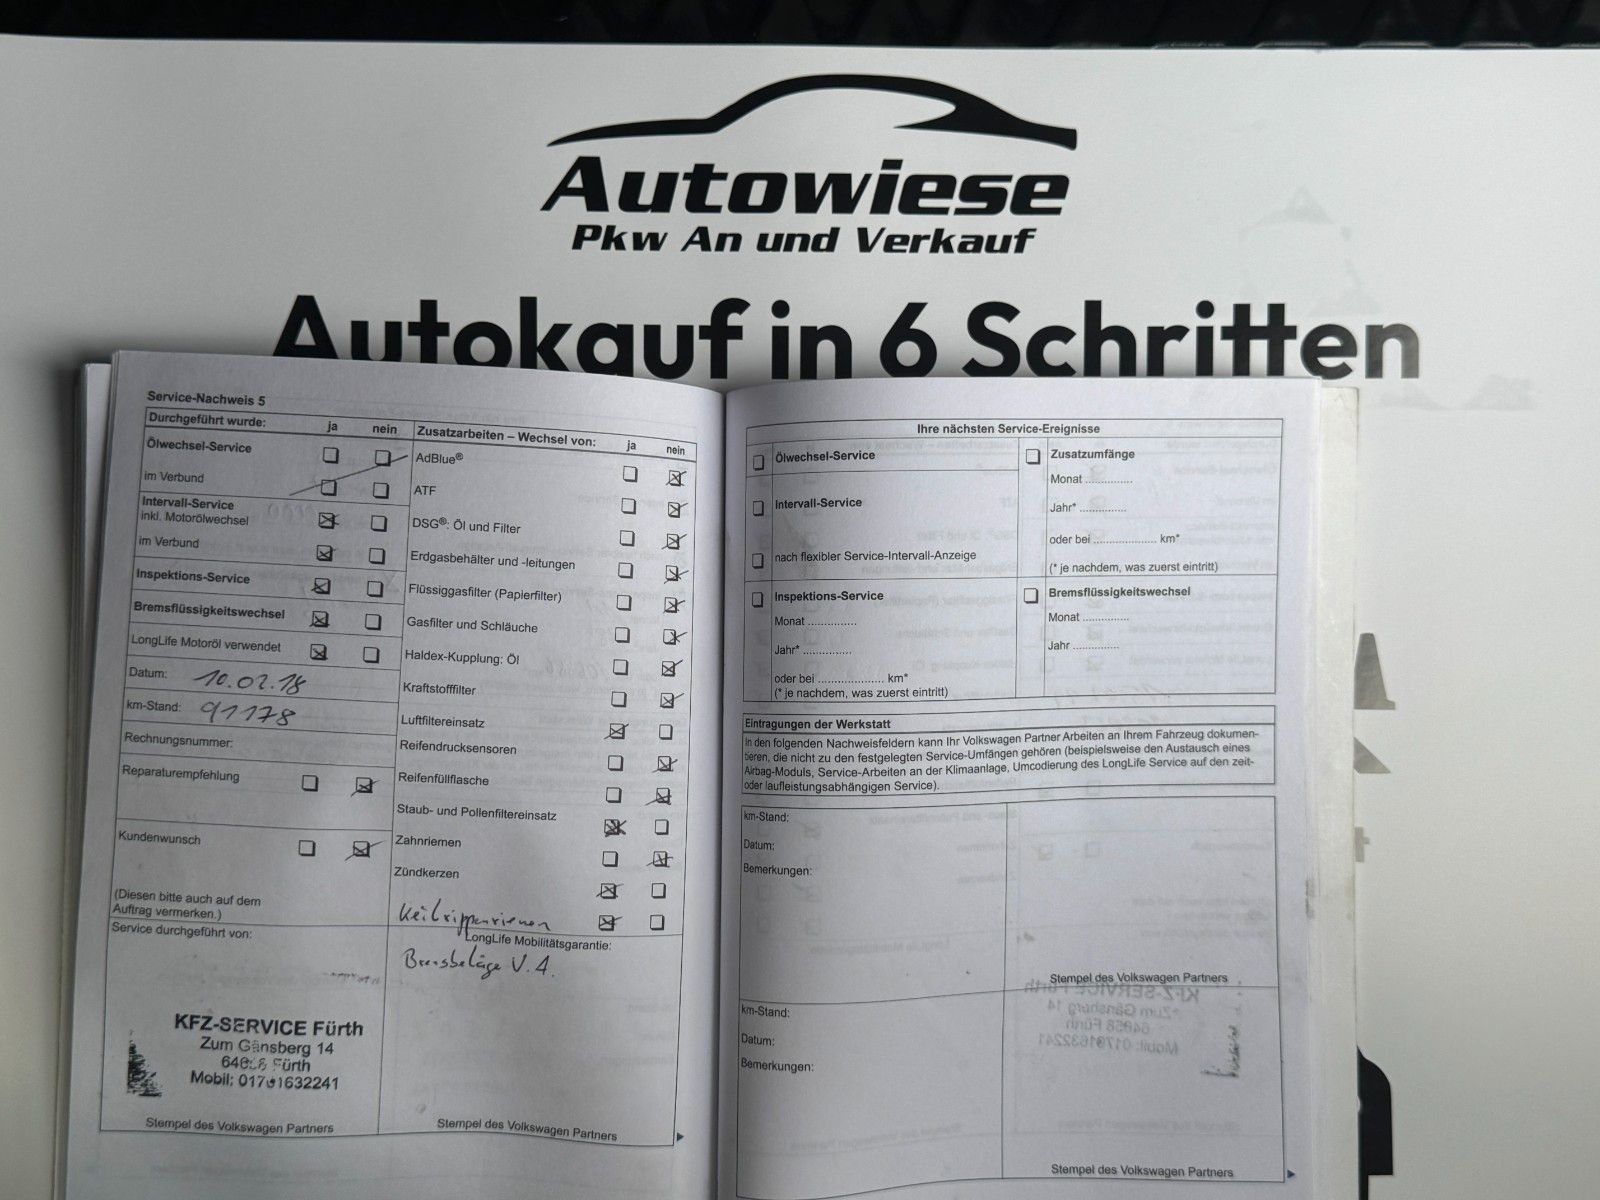 Autowiese
Pkw An und Verkauf
Autokauf in 6 Schritten
Service-Nachweis 5
Durchgeführt wurde: ja nein
Ölwechsel-Service
im Verbund
Intervall-Service
inkl. Motorölwechsel
im Verbund
Inspektions-Service
Bremsflüssigkeitswechsel
LongLife Motoröl verwendet
Datum: 10.02.18
km-Stand: 91178
Rechnungsnummer:
Reparaturempfehlung
Kundenwunsch
(Diesen bitte auch auf dem
Auftrag vermerken.)
Service durchgeführt von:
KFZ-SERVICE Fürth
Zum Gänsberg 14
Fürth
Mobil:
Stempel des Volkswagen Partners
Zusatzarbeiten – Wechsel von: ja nein
AdBlue®
ATF
DSG®: Öl und Filter
Erdgasbehälter und -leitungen
Flüssiggasfilter (Papierfilter)
Gasfilter und Schläuche
Haldex-Kupplung: Öl
Kraftstofffilter
Luftfiltereinsatz
Reifendrucksensoren
Reifenfüllflasche
Staub- und Pollenfiltereinsatz
Zahnriemen
Zündkerzen
Keilrippenriemen
LongLife Mobilitätsgarantie:
Bremsbeläge V. A.
Stempel des Volkswagen Partners
Ihre nächsten Service-Ereignisse
Ölwechsel-Service
Intervall-Service
nach flexibler Service-Intervall-Anzeige
Inspektions-Service
Monat ..............
Jahr* ..............
oder bei .................... km*
(* je nachdem, was zuerst eintritt)
Zusatzumfänge
Monat ..............
Jahr* ..............
oder bei .................... km*
(* je nachdem, was zuerst eintritt)
Bremsflüssigkeitswechsel
Monat ..............
Jahr ..............
Eintragungen der Werkstatt
In den folgenden Nachweisfeldern kann Ihr Volkswagen Partner Arbeiten an Ihrem Fahrzeug dokumen-
tieren, die nicht zu den festgelegten Service-Umfängen gehören (beispielsweise den Austausch eines
Airbag-Moduls, Service-Arbeiten an der Klimaanlage, Umcodierung des LongLife Service auf den zeit-
oder laufleistungsabhängigen Service).
km-Stand:
Datum:
Bemerkungen:
Stempel des Volkswagen Partners
km-Stand:
Datum:
Bemerkungen:
Stempel des Volkswagen Partners